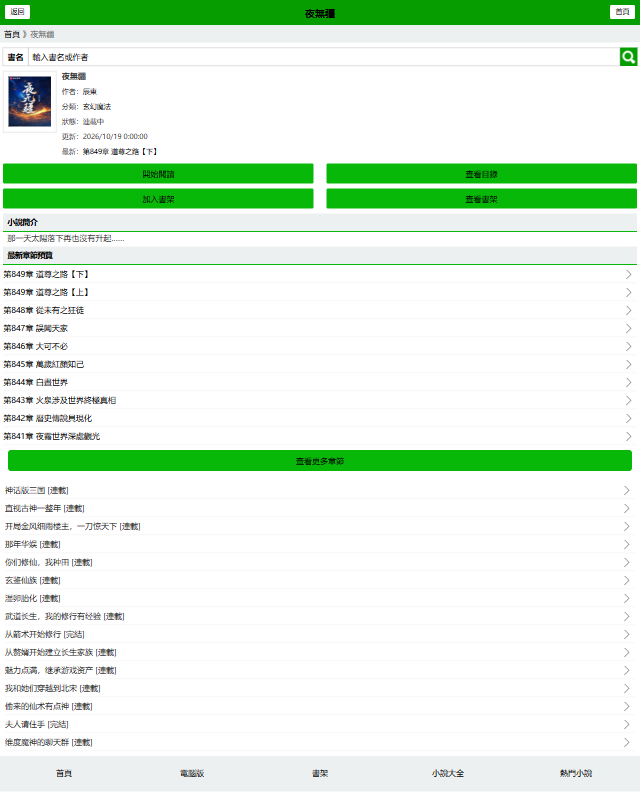 返回
夜無疆
首頁
首頁 》 夜無疆
書名 輸入書名或作者
夜無疆
夜無疆
作者：辰東
分類：玄幻魔法
狀態：連載中
更新：2026/10/19 0:00:00
最新：第849章 道尊之路【下】
開始閱讀
查看目錄
加入書架
查看書架
小說簡介
那一天太陽落下再也沒有升起……
最新章節預覽
第849章 道尊之路【下】
第849章 道尊之路【上】
第848章 從未有之狂徒
第847章 誤闖天家
第846章 大可不必
第845章 萬歲紅顏知己
第844章 白晝世界
第843章 火泉涉及世界終極真相
第842章 歷史傳說具現化
第841章 夜霧世界深處觀光
查看更多章節
神话版三国 [連載]
直视古神一整年 [連載]
开局金风细雨楼主，一刀惊天下 [連載]
那年华娱 [連載]
你们修仙，我种田 [連載]
玄鉴仙族 [連載]
湿卵胎化 [連載]
武道长生，我的修行有经验 [連載]
从箭术开始修行 [完結]
从赘婿开始建立长生家族 [連載]
魅力点满，继承游戏资产 [連載]
我和她们穿越到北宋 [連載]
偷来的仙术有点神 [連載]
夫人请住手 [完結]
维度魔神的聊天群 [連載]
首頁
電腦版
書架
小說大全
熱門小說